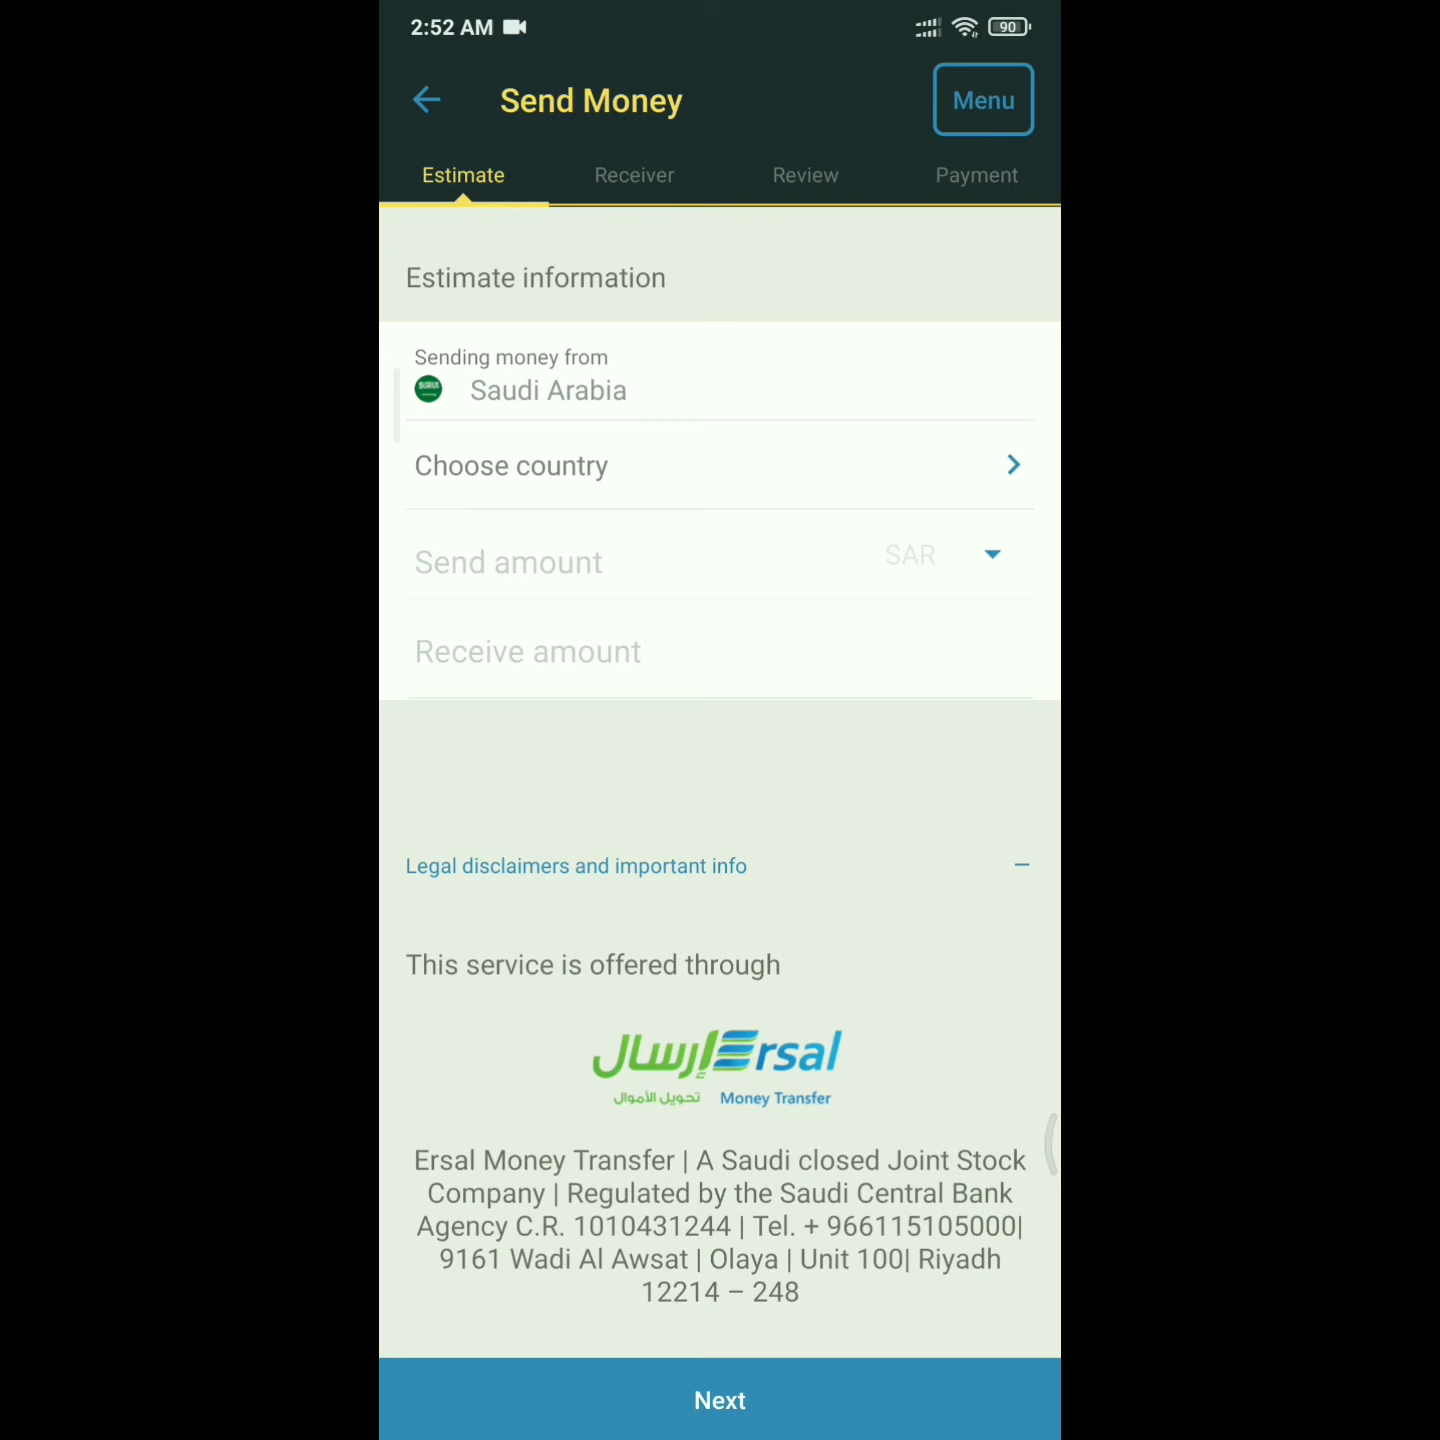 2:52 AM
90
Send Money
Menu
Estimate
Receiver
Review
Payment
Estimate information
Sending money from
Saudi Arabia
Choose country
Send amount
SAR
Receive amount
Legal disclaimers and important info
This service is offered through
إرسال Ersal
تحويل الأموال Money Transfer
Ersal Money Transfer | A Saudi closed Joint Stock
Company | Regulated by the Saudi Central Bank
Agency C.R. 1010431244 | Tel. + 966115105000|
9161 Wadi Al Awsat | Olaya | Unit 100| Riyadh
12214 – 248
Next